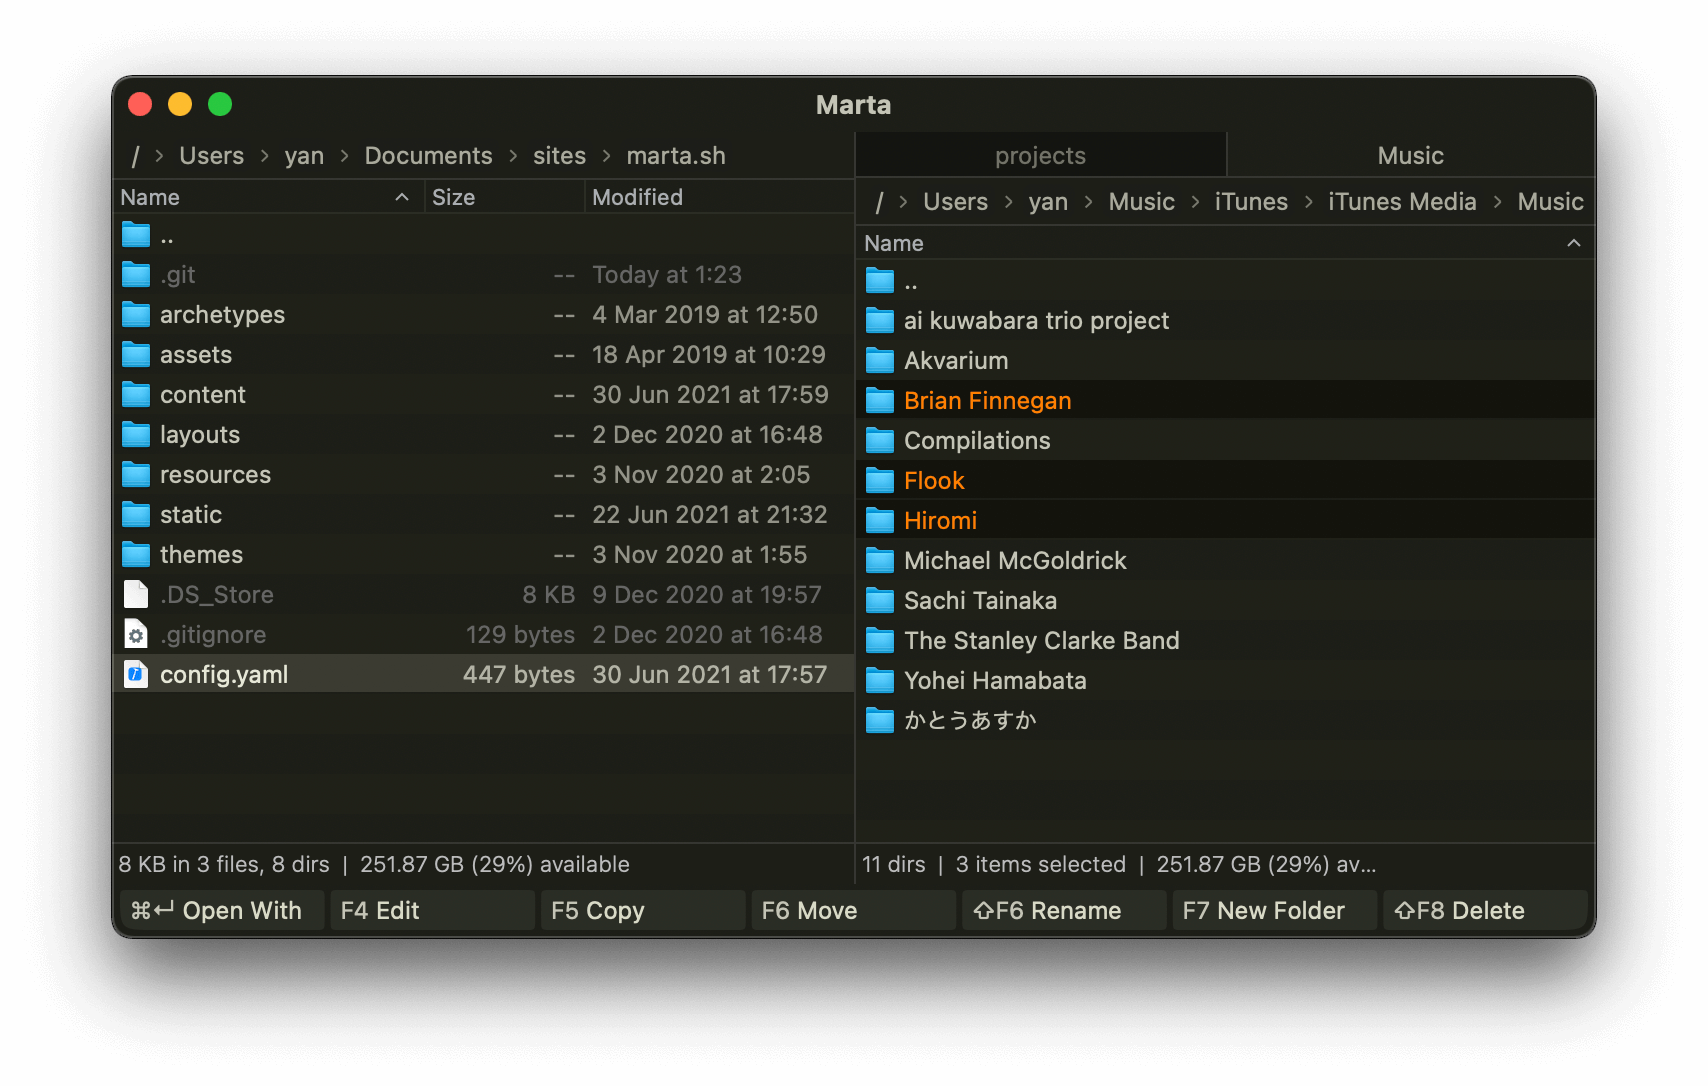 Marta
/ > Users > yan > Documents > sites > marta.sh
Name Size Modified
..
.git -- Today at 1:23
archetypes -- 4 Mar 2019 at 12:50
assets -- 18 Apr 2019 at 10:29
content -- 30 Jun 2021 at 17:59
layouts -- 2 Dec 2020 at 16:48
resources -- 3 Nov 2020 at 2:05
static -- 22 Jun 2021 at 21:32
themes -- 3 Nov 2020 at 1:55
.DS_Store 8 KB 9 Dec 2020 at 19:57
.gitignore 129 bytes 2 Dec 2020 at 16:48
config.yaml 447 bytes 30 Jun 2021 at 17:57
8 KB in 3 files, 8 dirs | 251.87 GB (29%) available
projects Music
/ > Users > yan > Music > iTunes > iTunes Media > Music
Name
..
ai kuwabara trio project
Akvarium
Brian Finnegan
Compilations
Flook
Hiromi
Michael McGoldrick
Sachi Tainaka
The Stanley Clarke Band
Yohei Hamabata
かとうあすか
11 dirs | 3 items selected | 251.87 GB (29%) av...
⌘↩ Open With F4 Edit F5 Copy F6 Move ⇧F6 Rename F7 New Folder ⇧F8 Delete